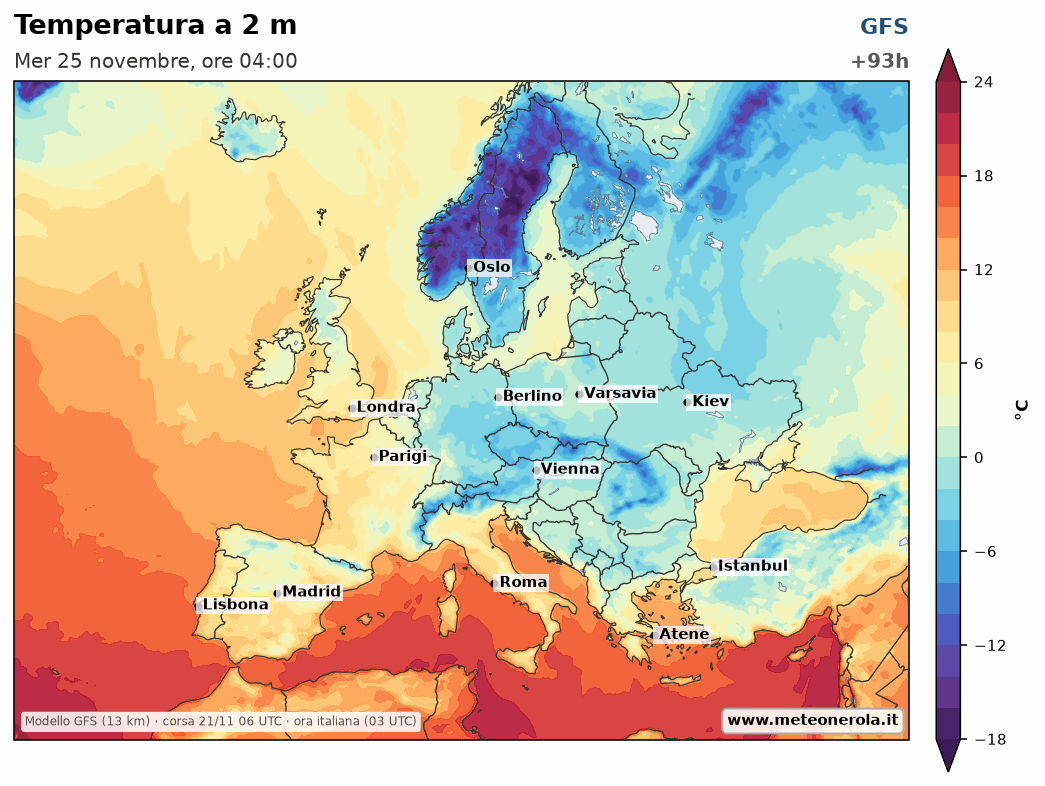 Temperatura a 2 m
GFS
Mer 25 novembre, ore 04:00
+93h
24
18
12
6
0
−6
−12
−18
°C
Oslo
Berlino
Varsavia
Kiev
Londra
Parigi
Vienna
Istanbul
Roma
Madrid
Lisbona
Atene
Modello GFS (13 km) · corsa 21/11 06 UTC · ora italiana (03 UTC)
www.meteonerola.it